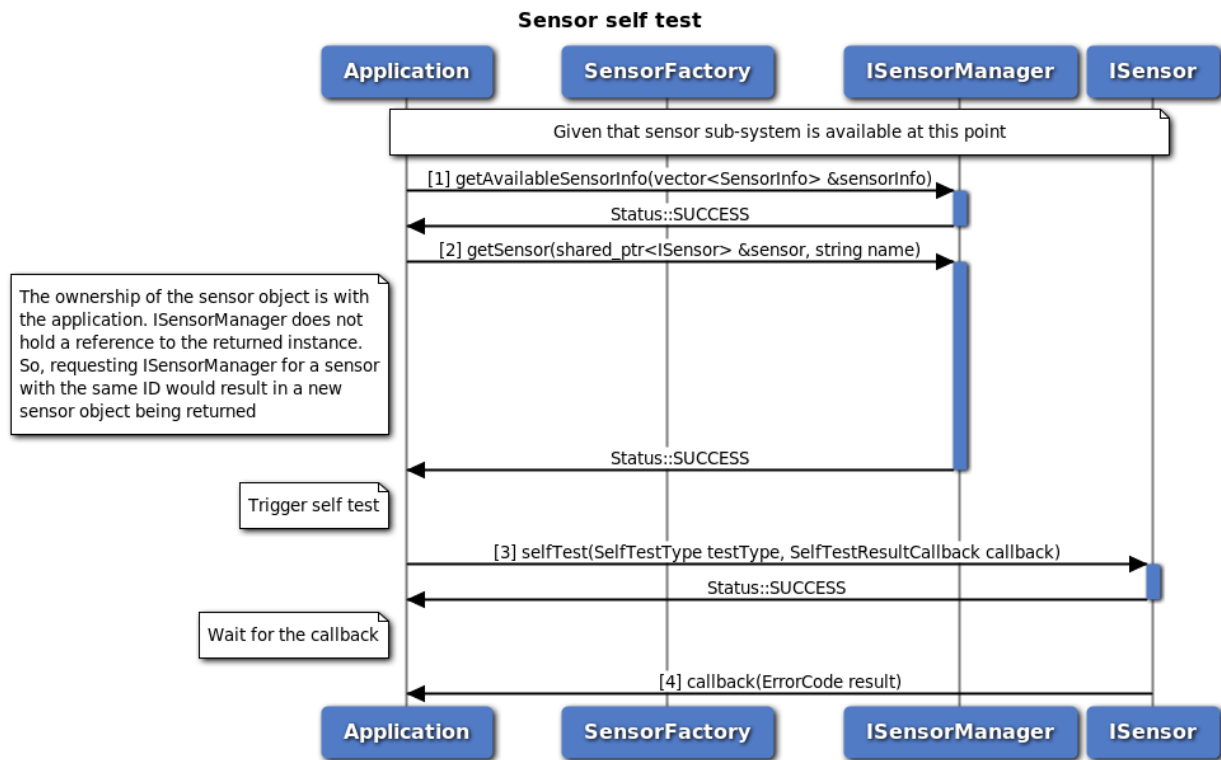 Sensor self test
Application
SensorFactory
ISensorManager
ISensor
Given that sensor sub-system is available at this point
[1] getAvailableSensorInfo(vector<SensorInfo> &sensorInfo)
Status::SUCCESS
[2] getSensor(shared_ptr<ISensor> &sensor, string name)
The ownership of the sensor object is with
the application. ISensorManager does not
hold a reference to the returned instance.
So, requesting ISensorManager for a sensor
with the same ID would result in a new
sensor object being returned
Status::SUCCESS
Trigger self test
[3] selfTest(SelfTestType testType, SelfTestResultCallback callback)
Status::SUCCESS
Wait for the callback
[4] callback(ErrorCode result)
Application
SensorFactory
ISensorManager
ISensor